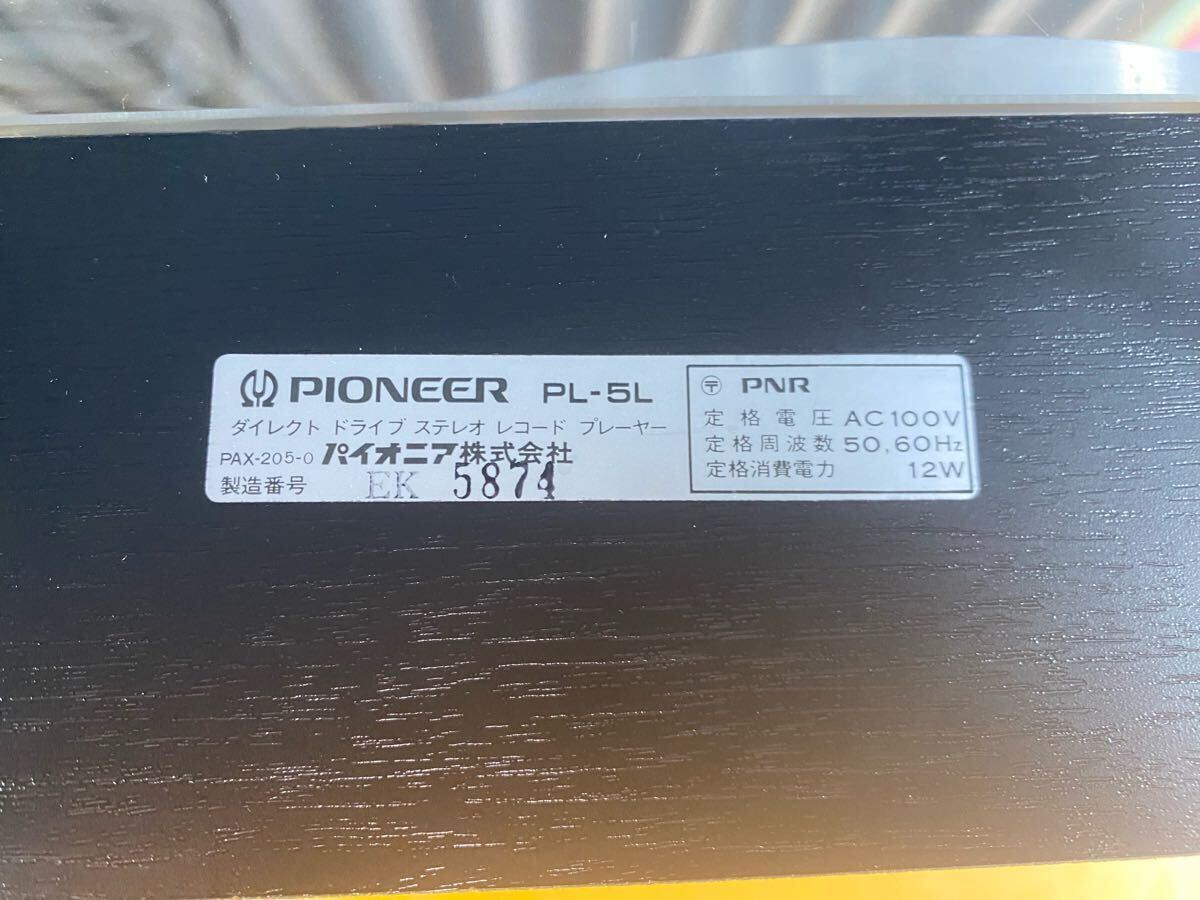 PIONEER PL-5L
ダイレクト ドライブ ステレオ レコード プレーヤー
PAX-205-0 パイオニア株式会社
製造番号 EK 5874
〒 PNR
定格電圧 AC100V
定格周波数 50,60Hz
定格消費電力 12W